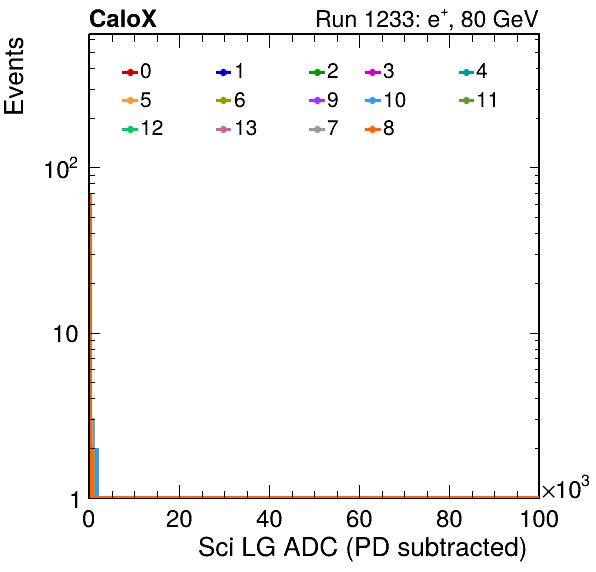 CaloX Run 1233: e⁺, 80 GeV
Events
0 1 2 3 4
5 6 9 10 11
12 13 7 8
10²
10
1
×10³
0 20 40 60 80 100
Sci LG ADC (PD subtracted)